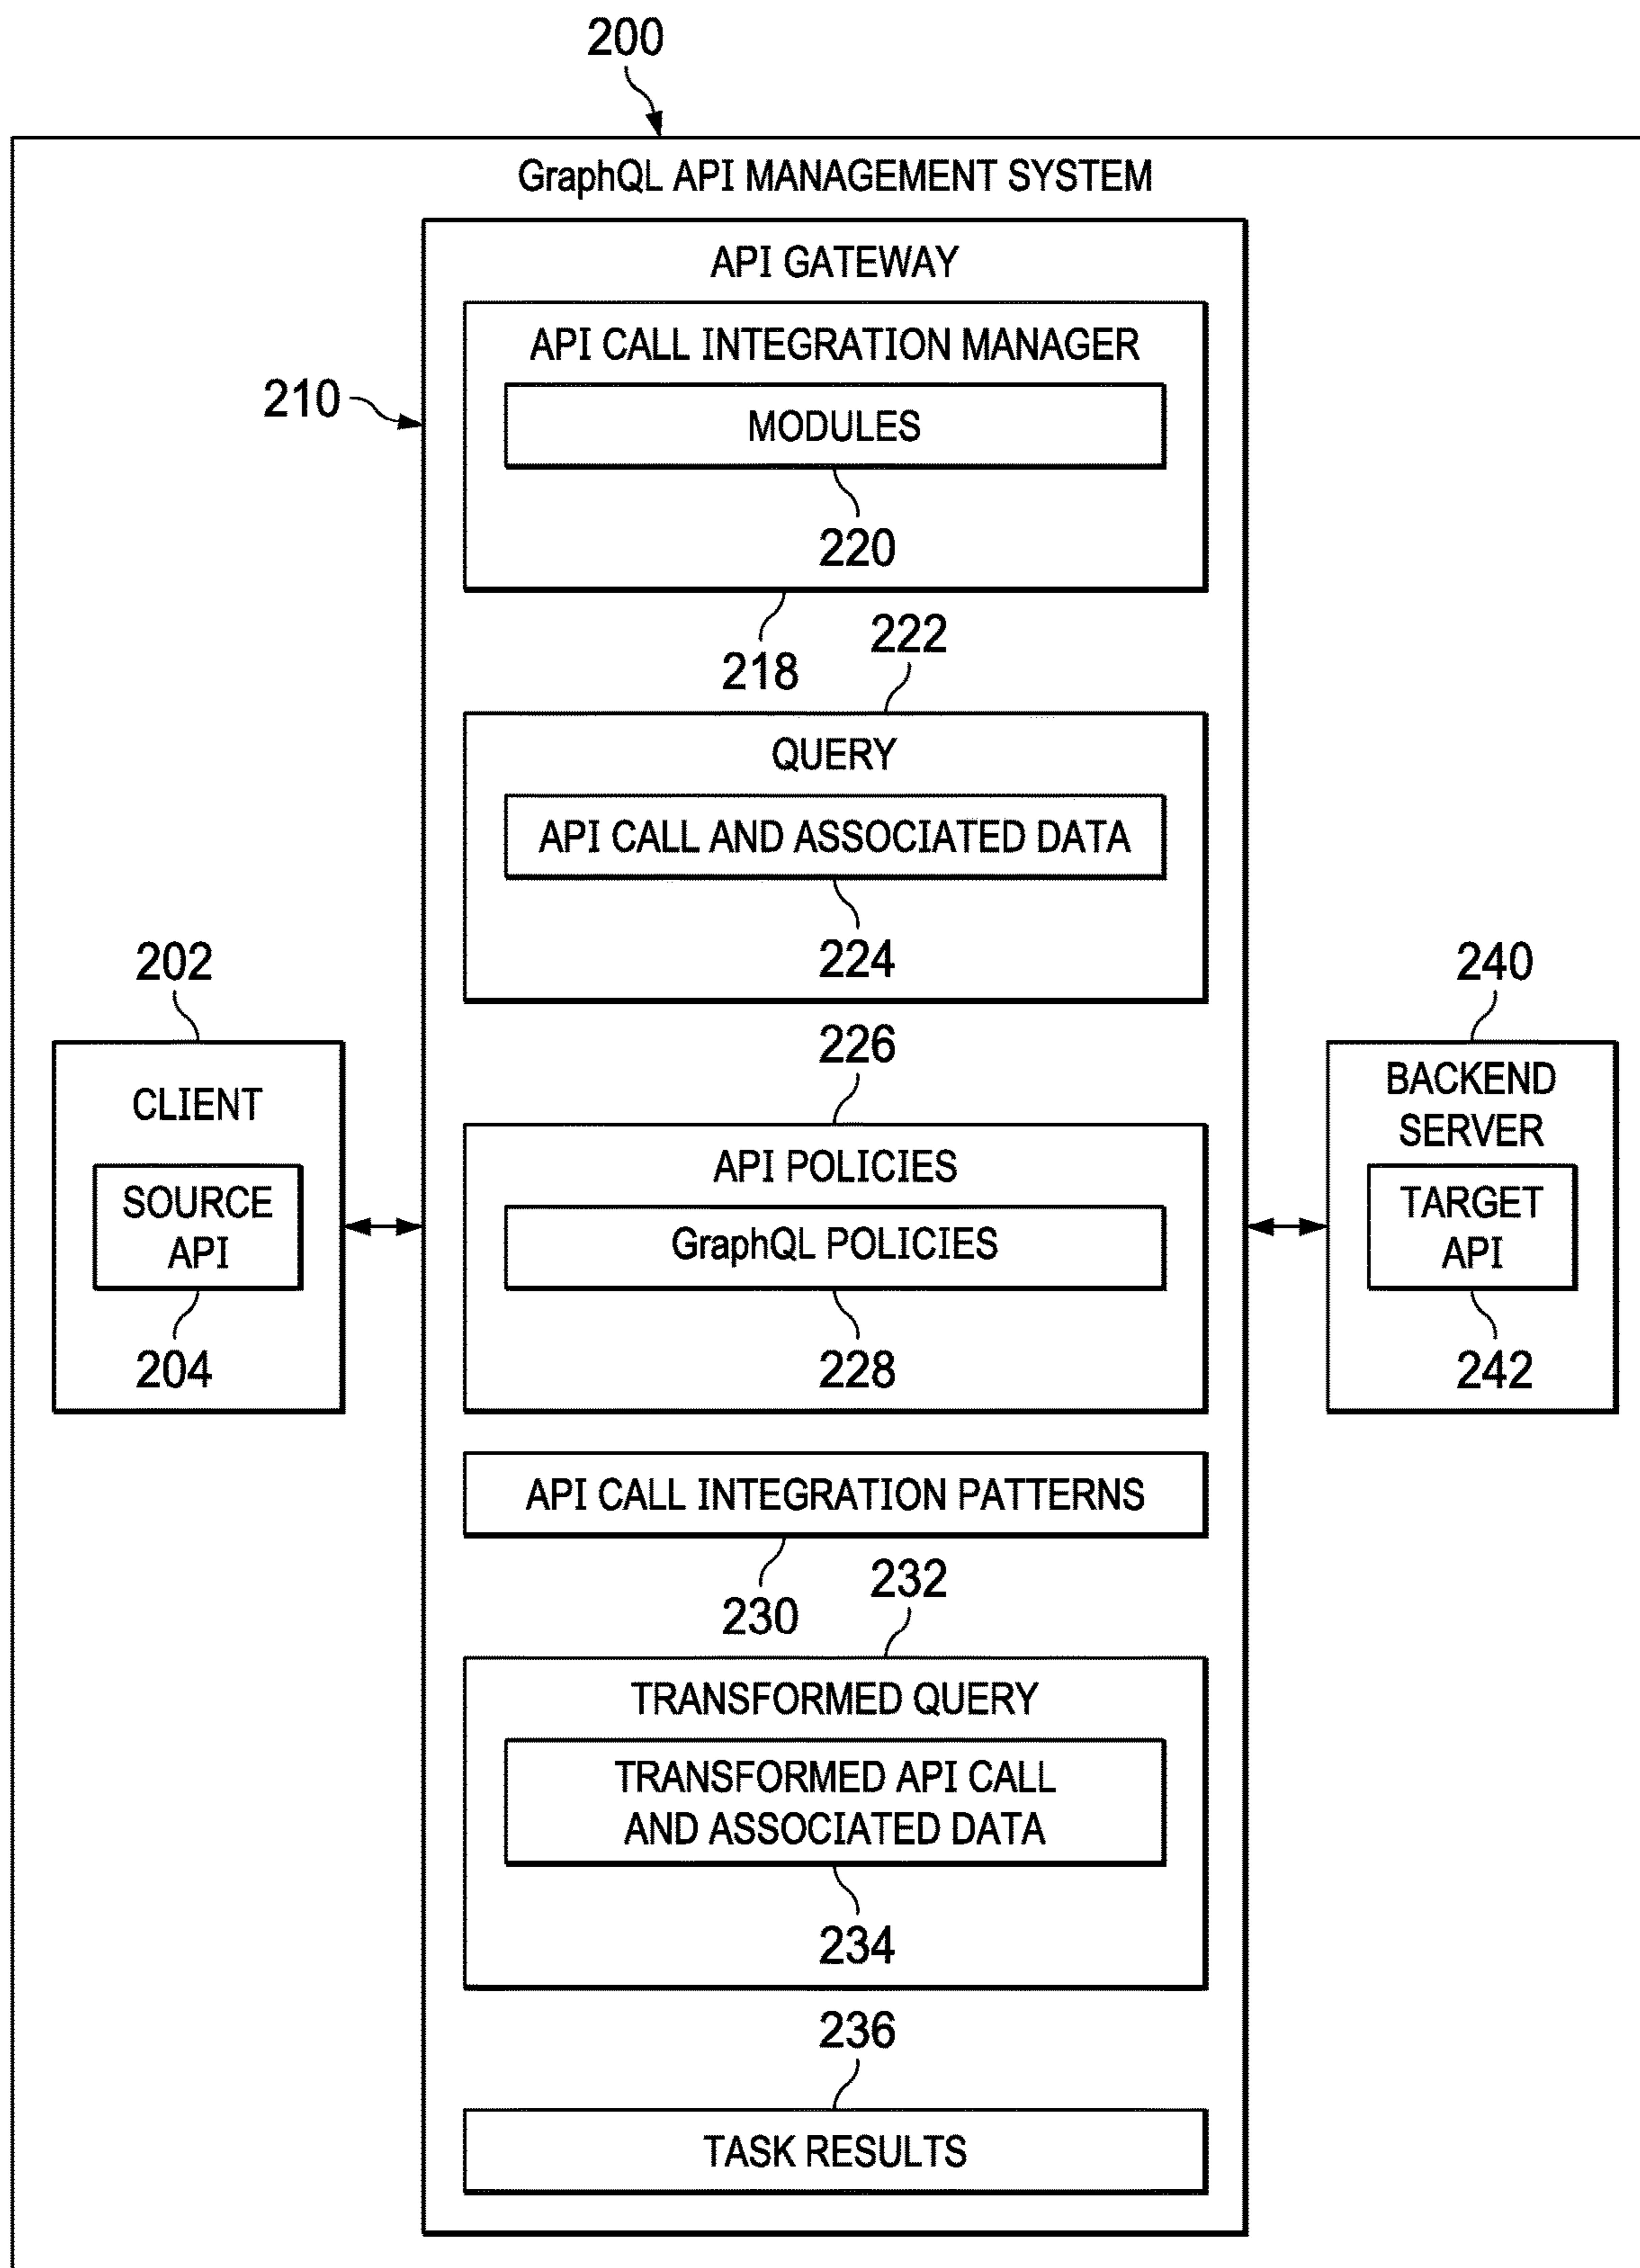 200
GraphQL API MANAGEMENT SYSTEM
API GATEWAY
API CALL INTEGRATION MANAGER
210
MODULES
220
218
222
QUERY
API CALL AND ASSOCIATED DATA
224
202
CLIENT
SOURCE
API
204
226
API POLICIES
GraphQL POLICIES
228
240
BACKEND
SERVER
TARGET
API
242
API CALL INTEGRATION PATTERNS
230
232
TRANSFORMED QUERY
TRANSFORMED API CALL
AND ASSOCIATED DATA
234
236
TASK RESULTS